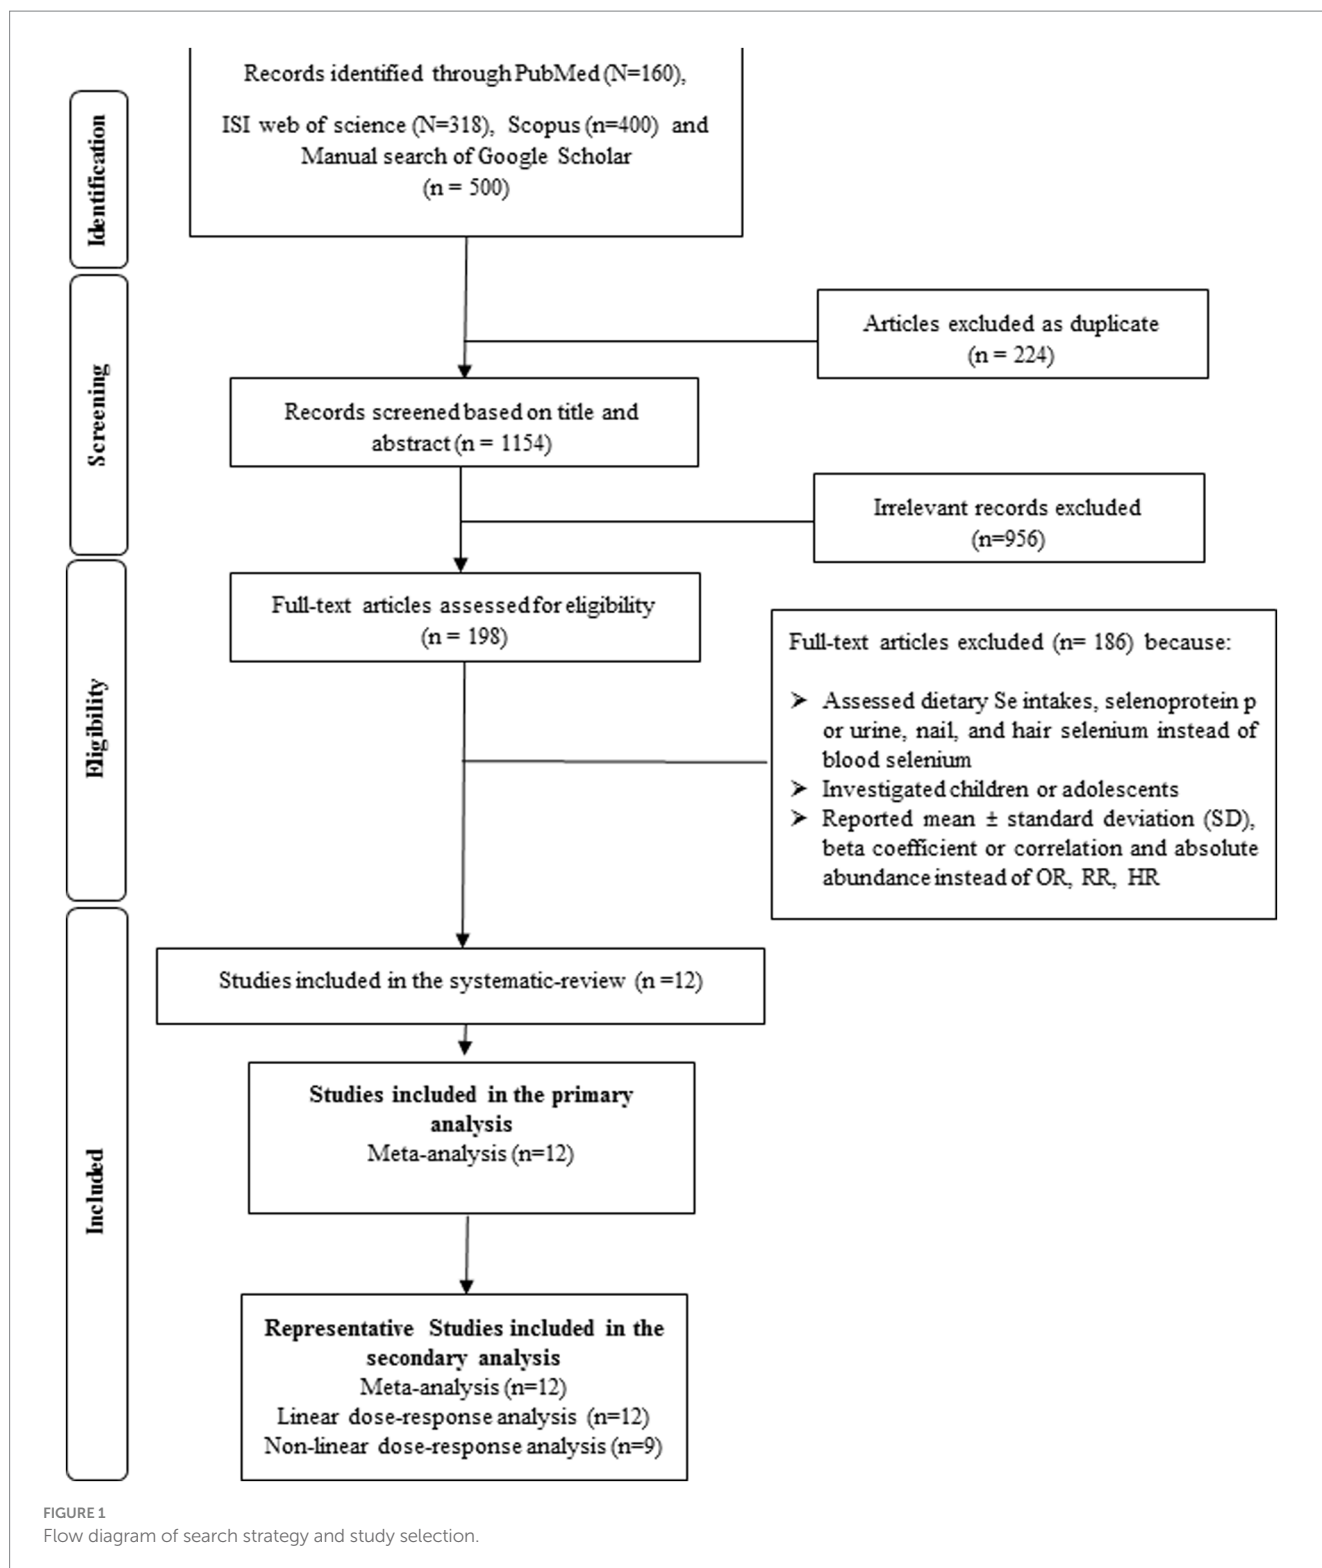 Records identified through PubMed (N=160),
ISI web of science (N=318), Scopus (n=400) and
Manual search of Google Scholar
(n = 500)
Identification
Articles excluded as duplicate
(n = 224)
Screening
Records screened based on title and
abstract (n = 1154)
Irrelevant records excluded
(n=956)
Eligibility
Full-text articles assessed for eligibility
(n = 198)
Full-text articles excluded (n= 186) because:
➢ Assessed dietary Se intakes, selenoprotein p
or urine, nail, and hair selenium instead of
blood selenium
➢ Investigated children or adolescents
➢ Reported mean ± standard deviation (SD),
beta coefficient or correlation and absolute
abundance instead of OR, RR, HR
Included
Studies included in the systematic-review (n =12)
Studies included in the primary
analysis
Meta-analysis (n=12)
Representative Studies included in the
secondary analysis
Meta-analysis (n=12)
Linear dose-response analysis (n=12)
Non-linear dose-response analysis (n=9)
FIGURE 1
Flow diagram of search strategy and study selection.